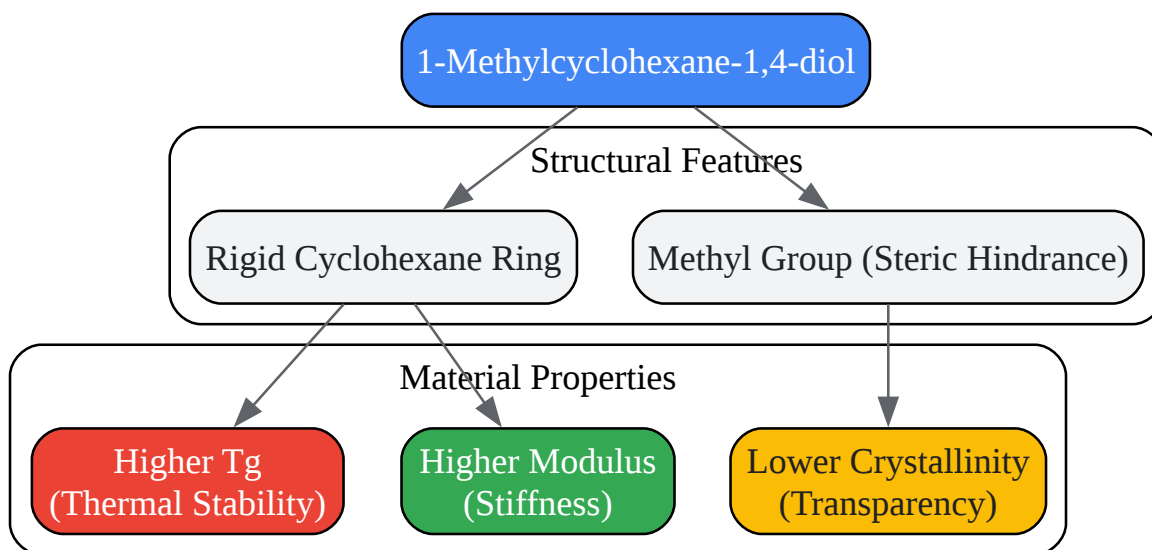 1-Methylcyclohexane-1,4-diol
Structural Features
Rigid Cyclohexane Ring
Methyl Group (Steric Hindrance)
Material Properties
Higher Tg
(Thermal Stability)
Higher Modulus
(Stiffness)
Lower Crystallinity
(Transparency)